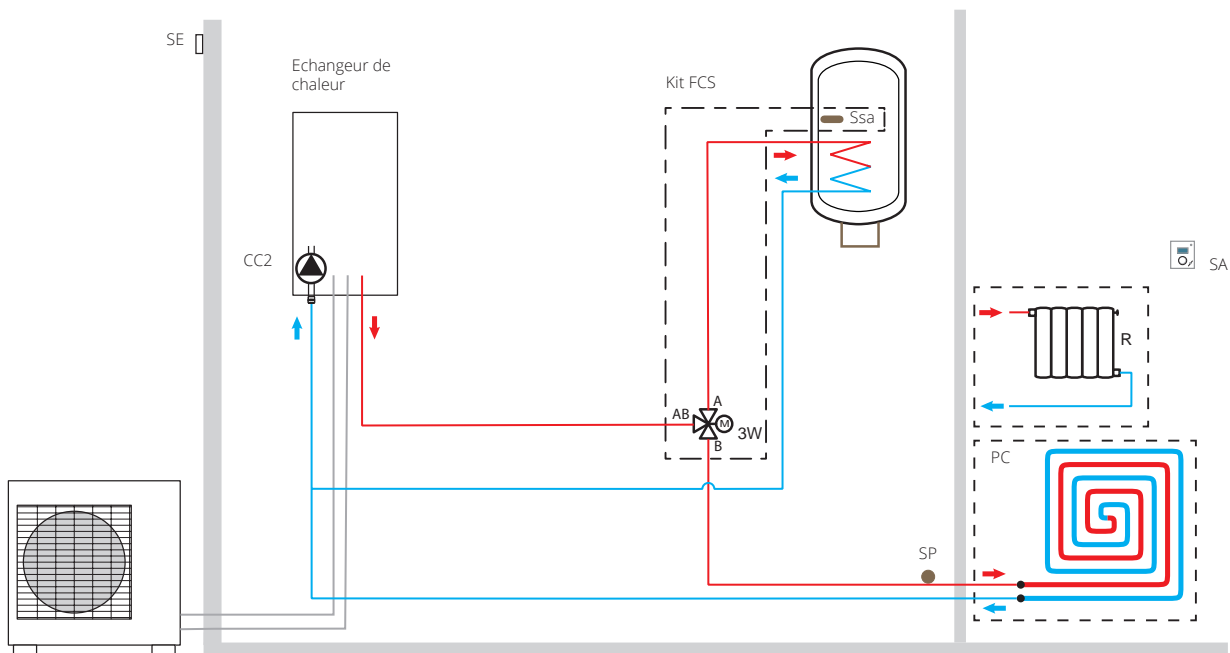 SE
Echangeur de
chaleur
Kit FCS
Ssa
CC2
SA
R
A
AB
M
3W
B
PC
SP